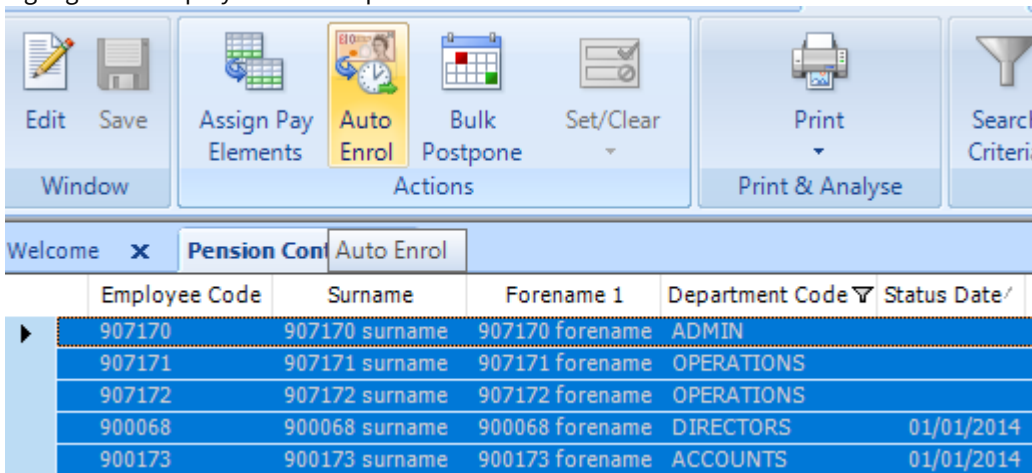 Edit Save Assign Pay Elements Auto Enrol Bulk Postpone Set/Clear Print Search
Window Actions Print & Analyse
Welcome x Pension Auto Enrol
Employee Code Surname Forename 1 Department Code Status Date
907170 907170 surname 907170 forename ADMIN
907171 907171 surname 907171 forename OPERATIONS
907172 907172 surname 907172 forename OPERATIONS
900068 900068 surname 900068 forename DIRECTORS 01/01/2014
900173 900173 surname 900173 forename ACCOUNTS 01/01/2014